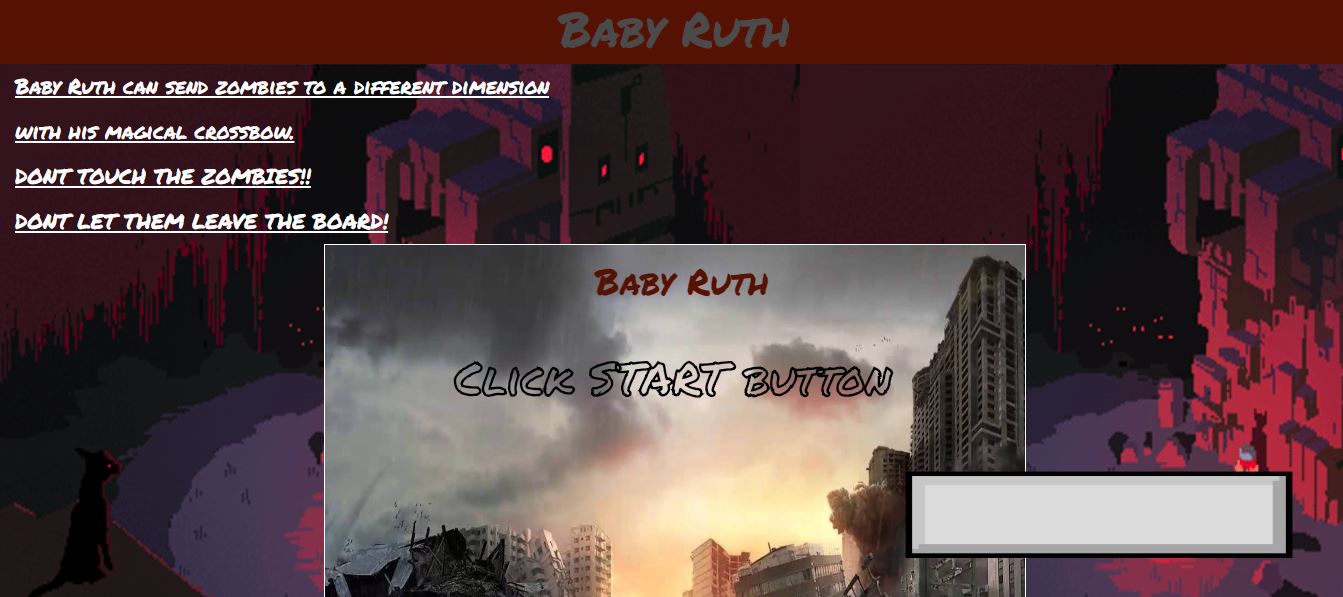 Baby Ruth
Baby Ruth can send zombies to a different dimension
with his magical crossbow.
DONT TOUCH THE ZOMBIES!!
DONT LET THEM LEAVE THE BOARD!
Baby Ruth
Click START button